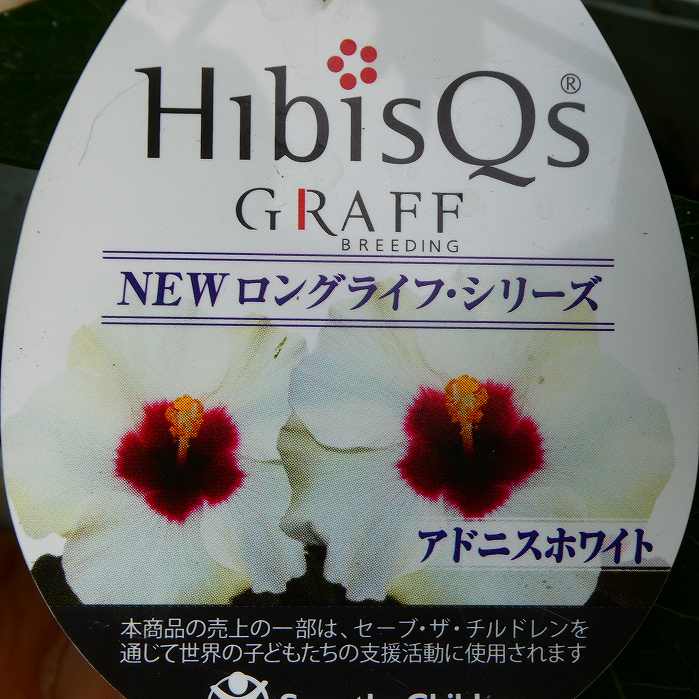 HibisQs®
GRAFF
BREEDING
NEWロングライフ・シリーズ
アドニスホワイト
本商品の売上の一部は、セーブ・ザ・チルドレンを
通じて世界の子どもたちの支援活動に使用されます